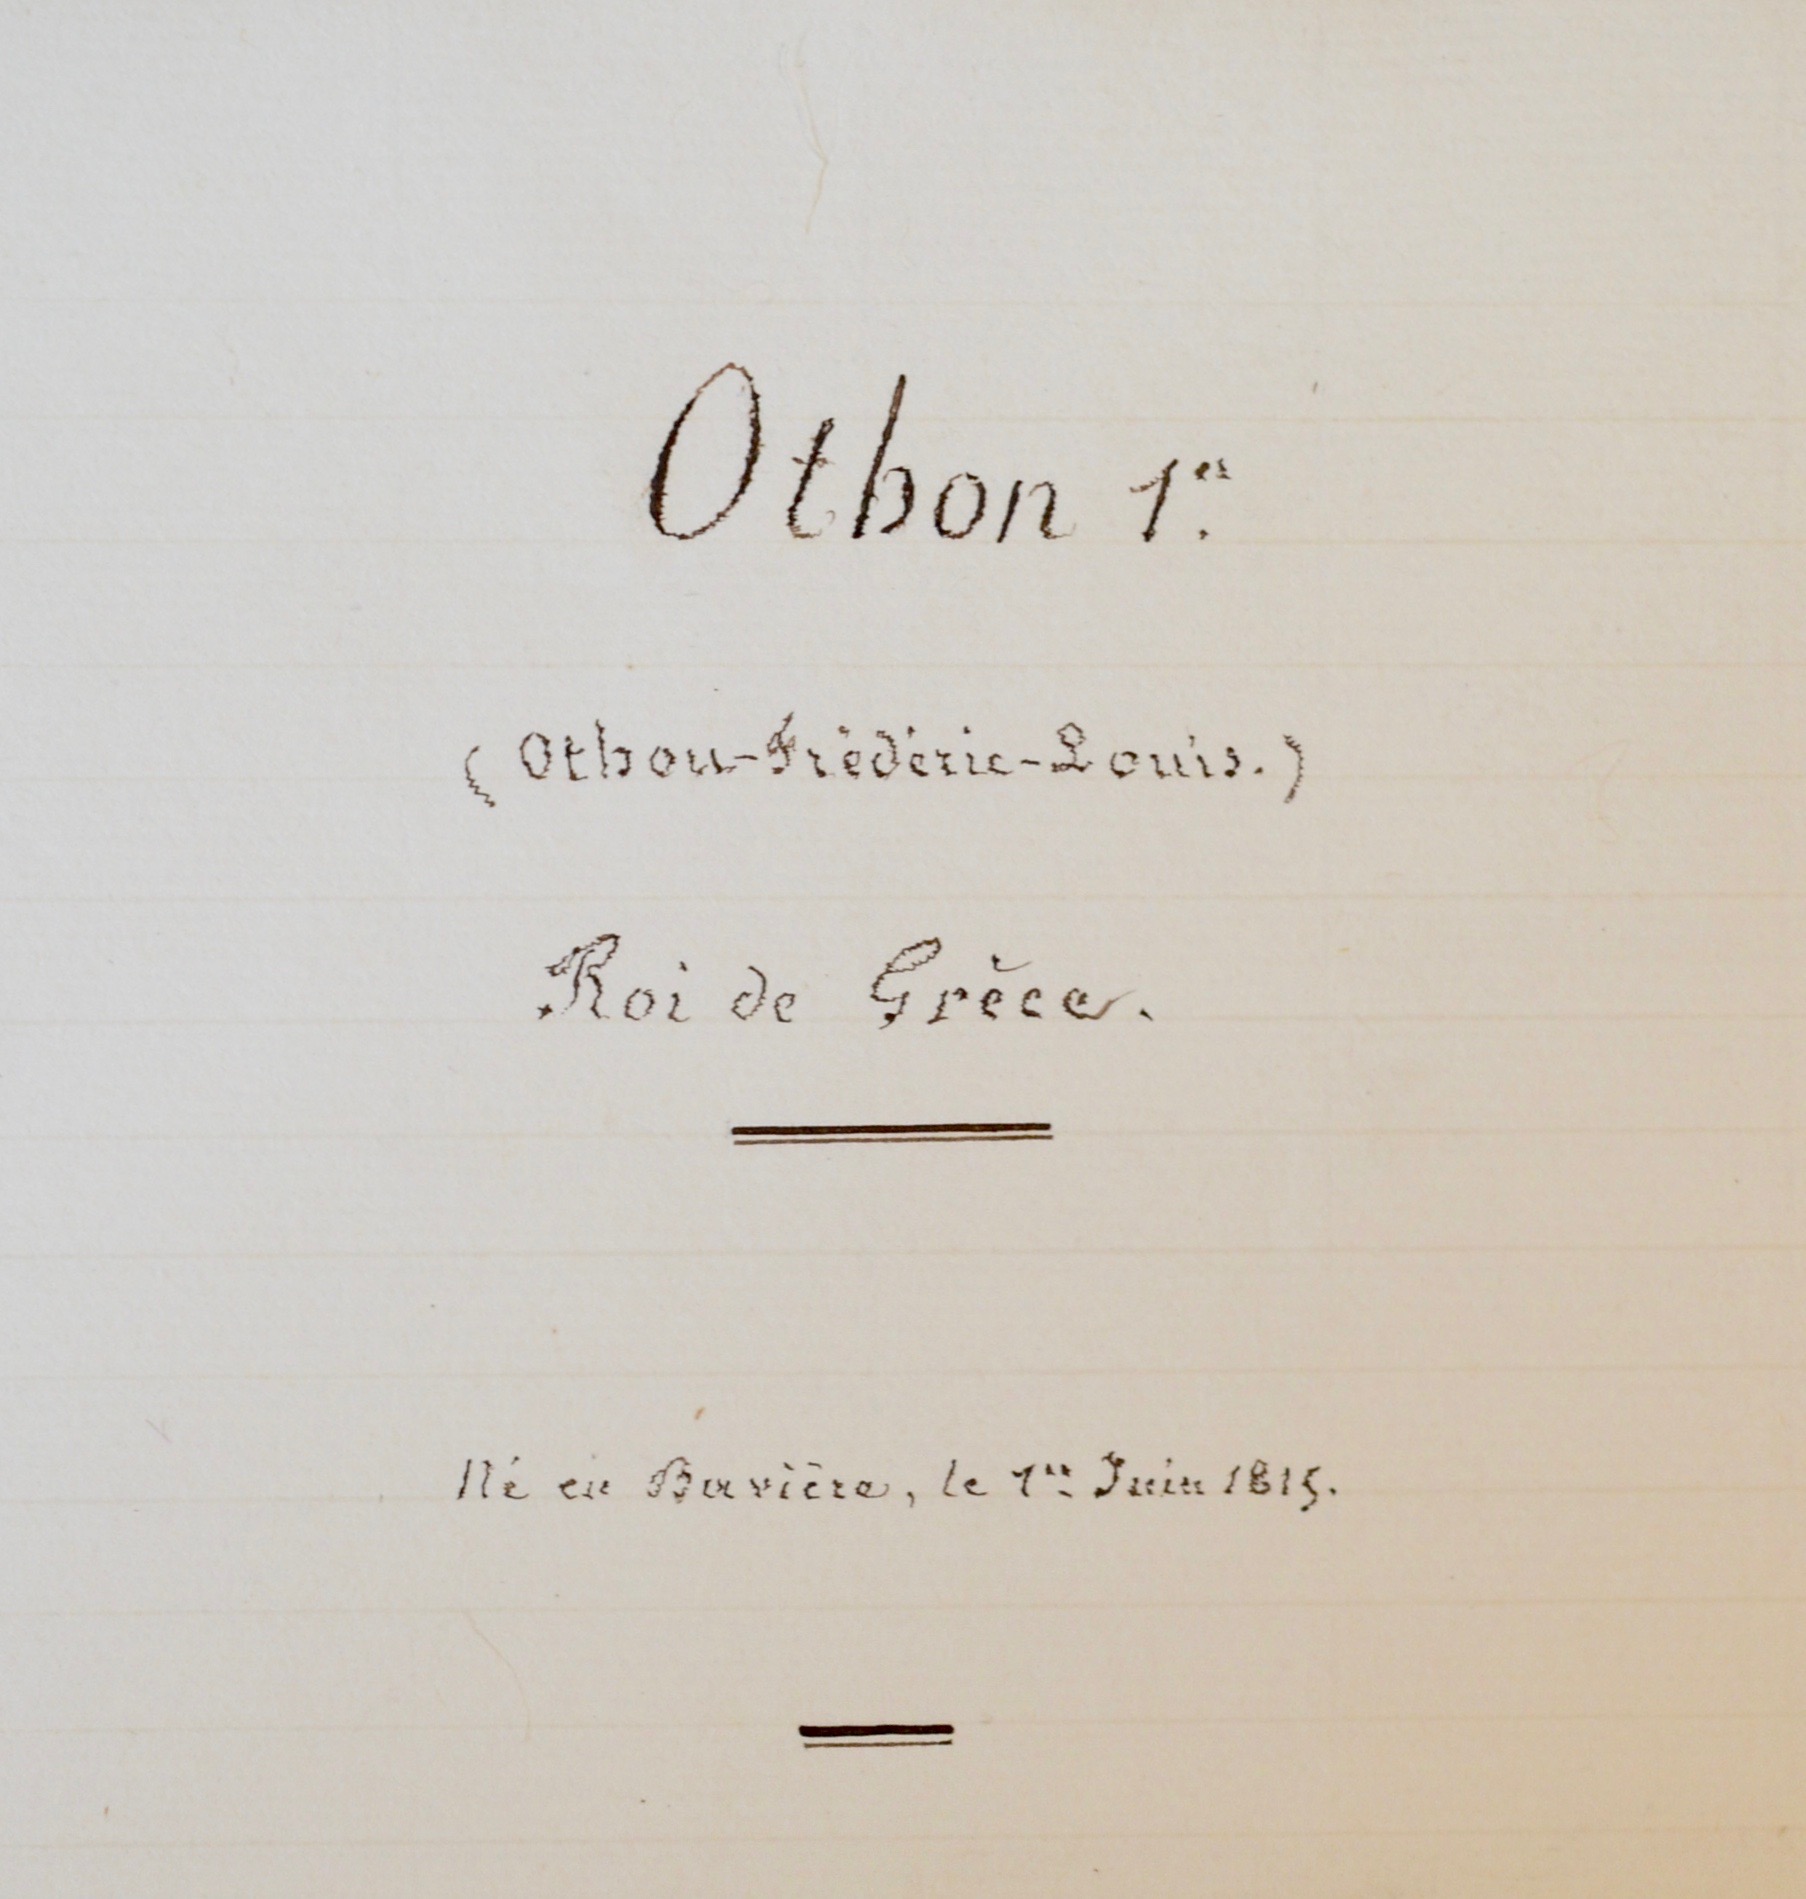 Othon 1er.
(Othon-Frédéric-Louis.)
Roi de Grèce.
Né en Bavière, le 1er Juin 1815.